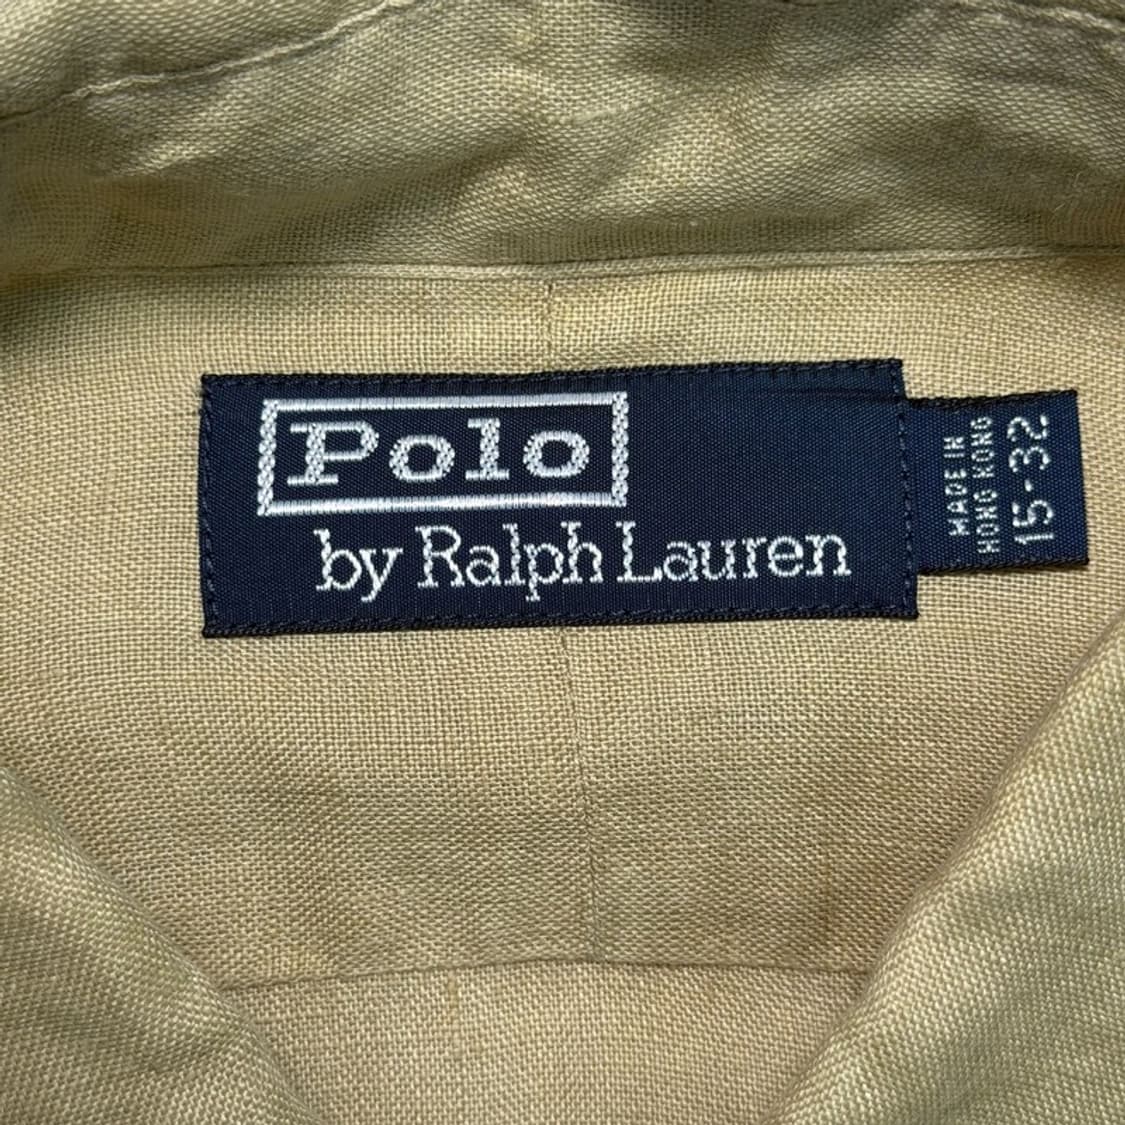 Polo
by Ralph Lauren
MADE IN
HONG KONG
15-32